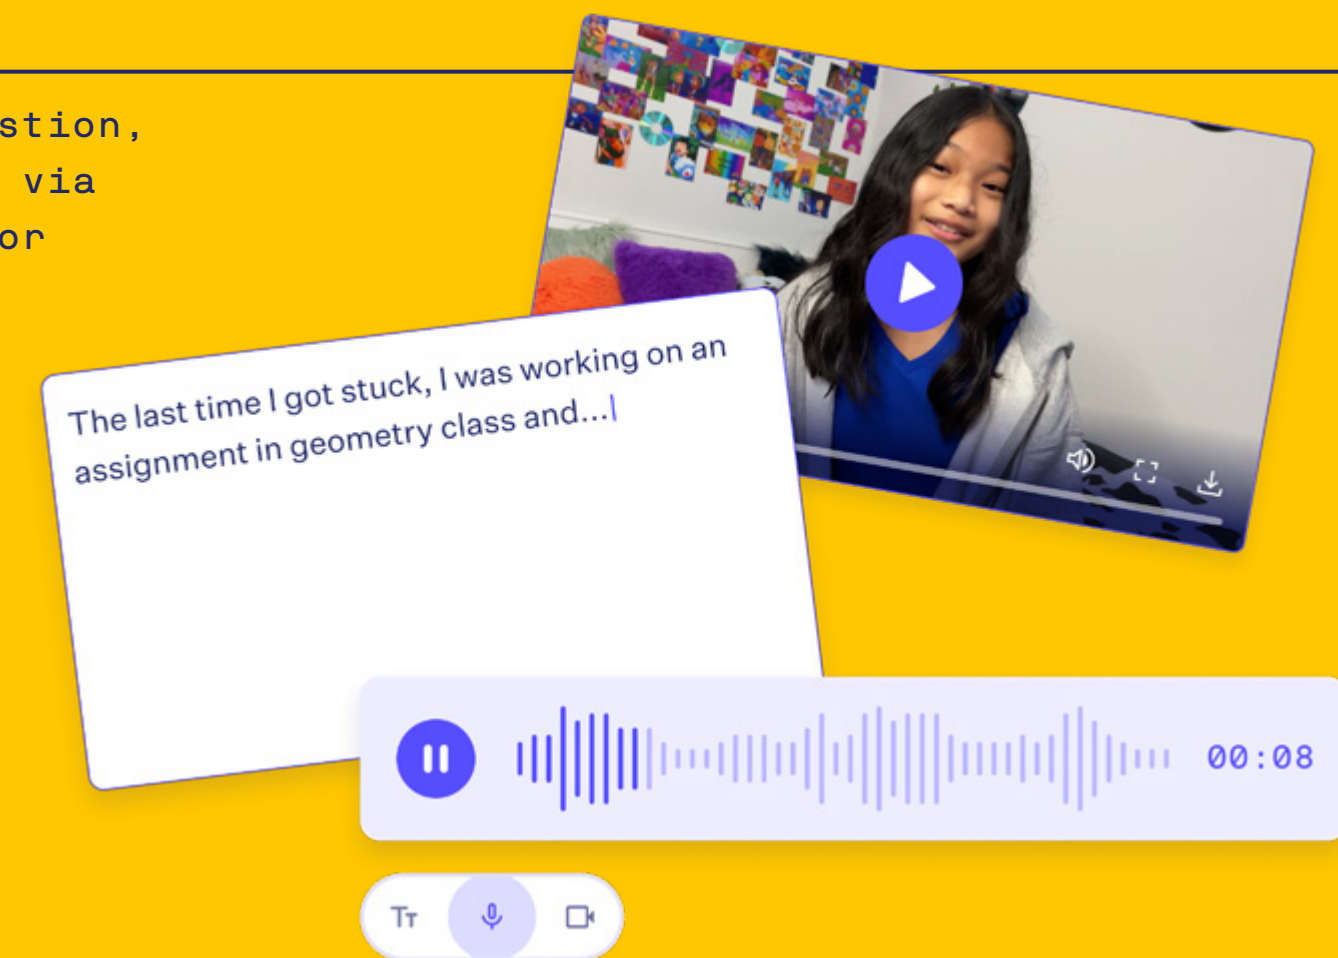 stion,
via
or
The last time I got stuck, I was working on an
assignment in geometry class and...
00:08
TT